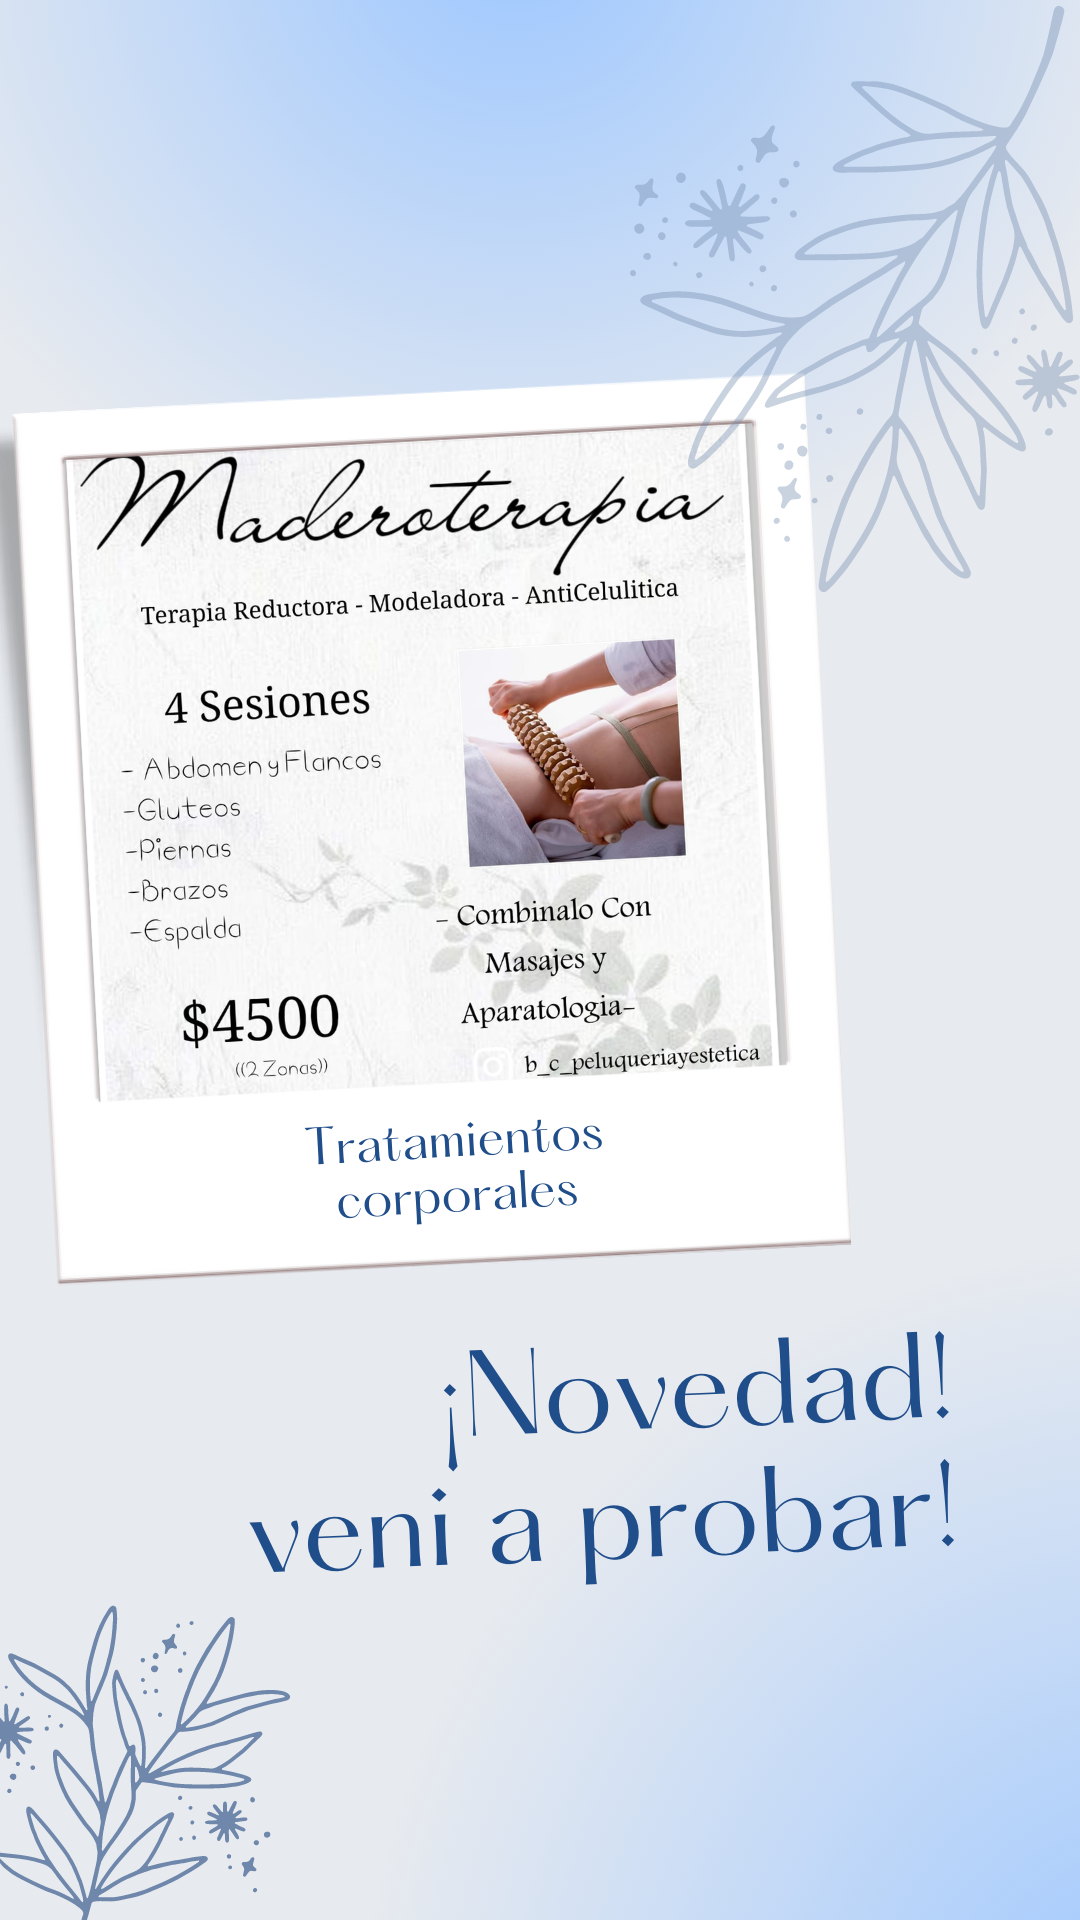 Maderoterapia
Terapia Reductora - Modeladora - AntiCelulitica
4 Sesiones
- Abdomen y Flancos
-Gluteos
-Piernas
-Brazos
-Espalda
$4500
((2 Zonas))
- Combinalo Con
Masajes y
Aparatologia-
b_c_peluqueriayestetica
Tratamientos
corporales
¡Novedad!
veni a probar!